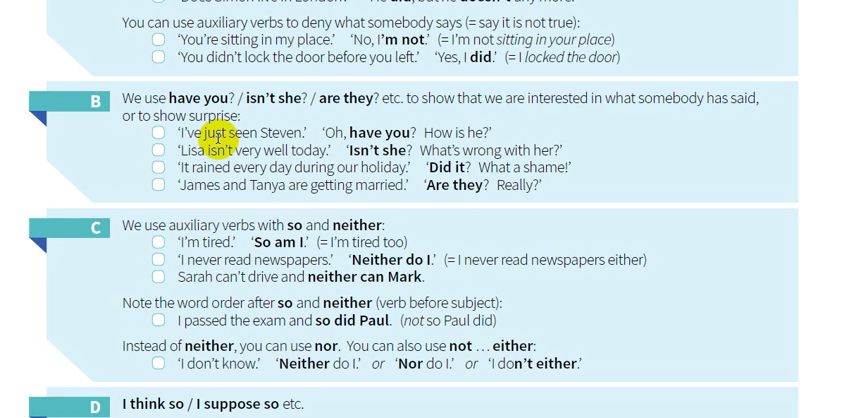 You can use auxiliary verbs to deny what somebody says (= say it is not true):
‘You’re sitting in my place.’ ‘No, I’m not.’ (= I’m not sitting in your place)
‘You didn’t lock the door before you left.’ ‘Yes, I did.’ (= I locked the door)
B
We use have you? / isn’t she? / are they? etc. to show that we are interested in what somebody has said,
or to show surprise:
‘I’ve just seen Steven.’ ‘Oh, have you? How is he?’
‘Lisa isn’t very well today.’ ‘Isn’t she? What’s wrong with her?’
‘It rained every day during our holiday.’ ‘Did it? What a shame!’
‘James and Tanya are getting married.’ ‘Are they? Really?’
C
We use auxiliary verbs with so and neither:
‘I’m tired.’ ‘So am I.’ (= I’m tired too)
‘I never read newspapers.’ ‘Neither do I.’ (= I never read newspapers either)
Sarah can’t drive and neither can Mark.
Note the word order after so and neither (verb before subject):
I passed the exam and so did Paul. (not so Paul did)
Instead of neither, you can use nor. You can also use not … either:
‘I don’t know.’ ‘Neither do I.’ or ‘Nor do I.’ or ‘I don’t either.’
D
I think so / I suppose so etc.